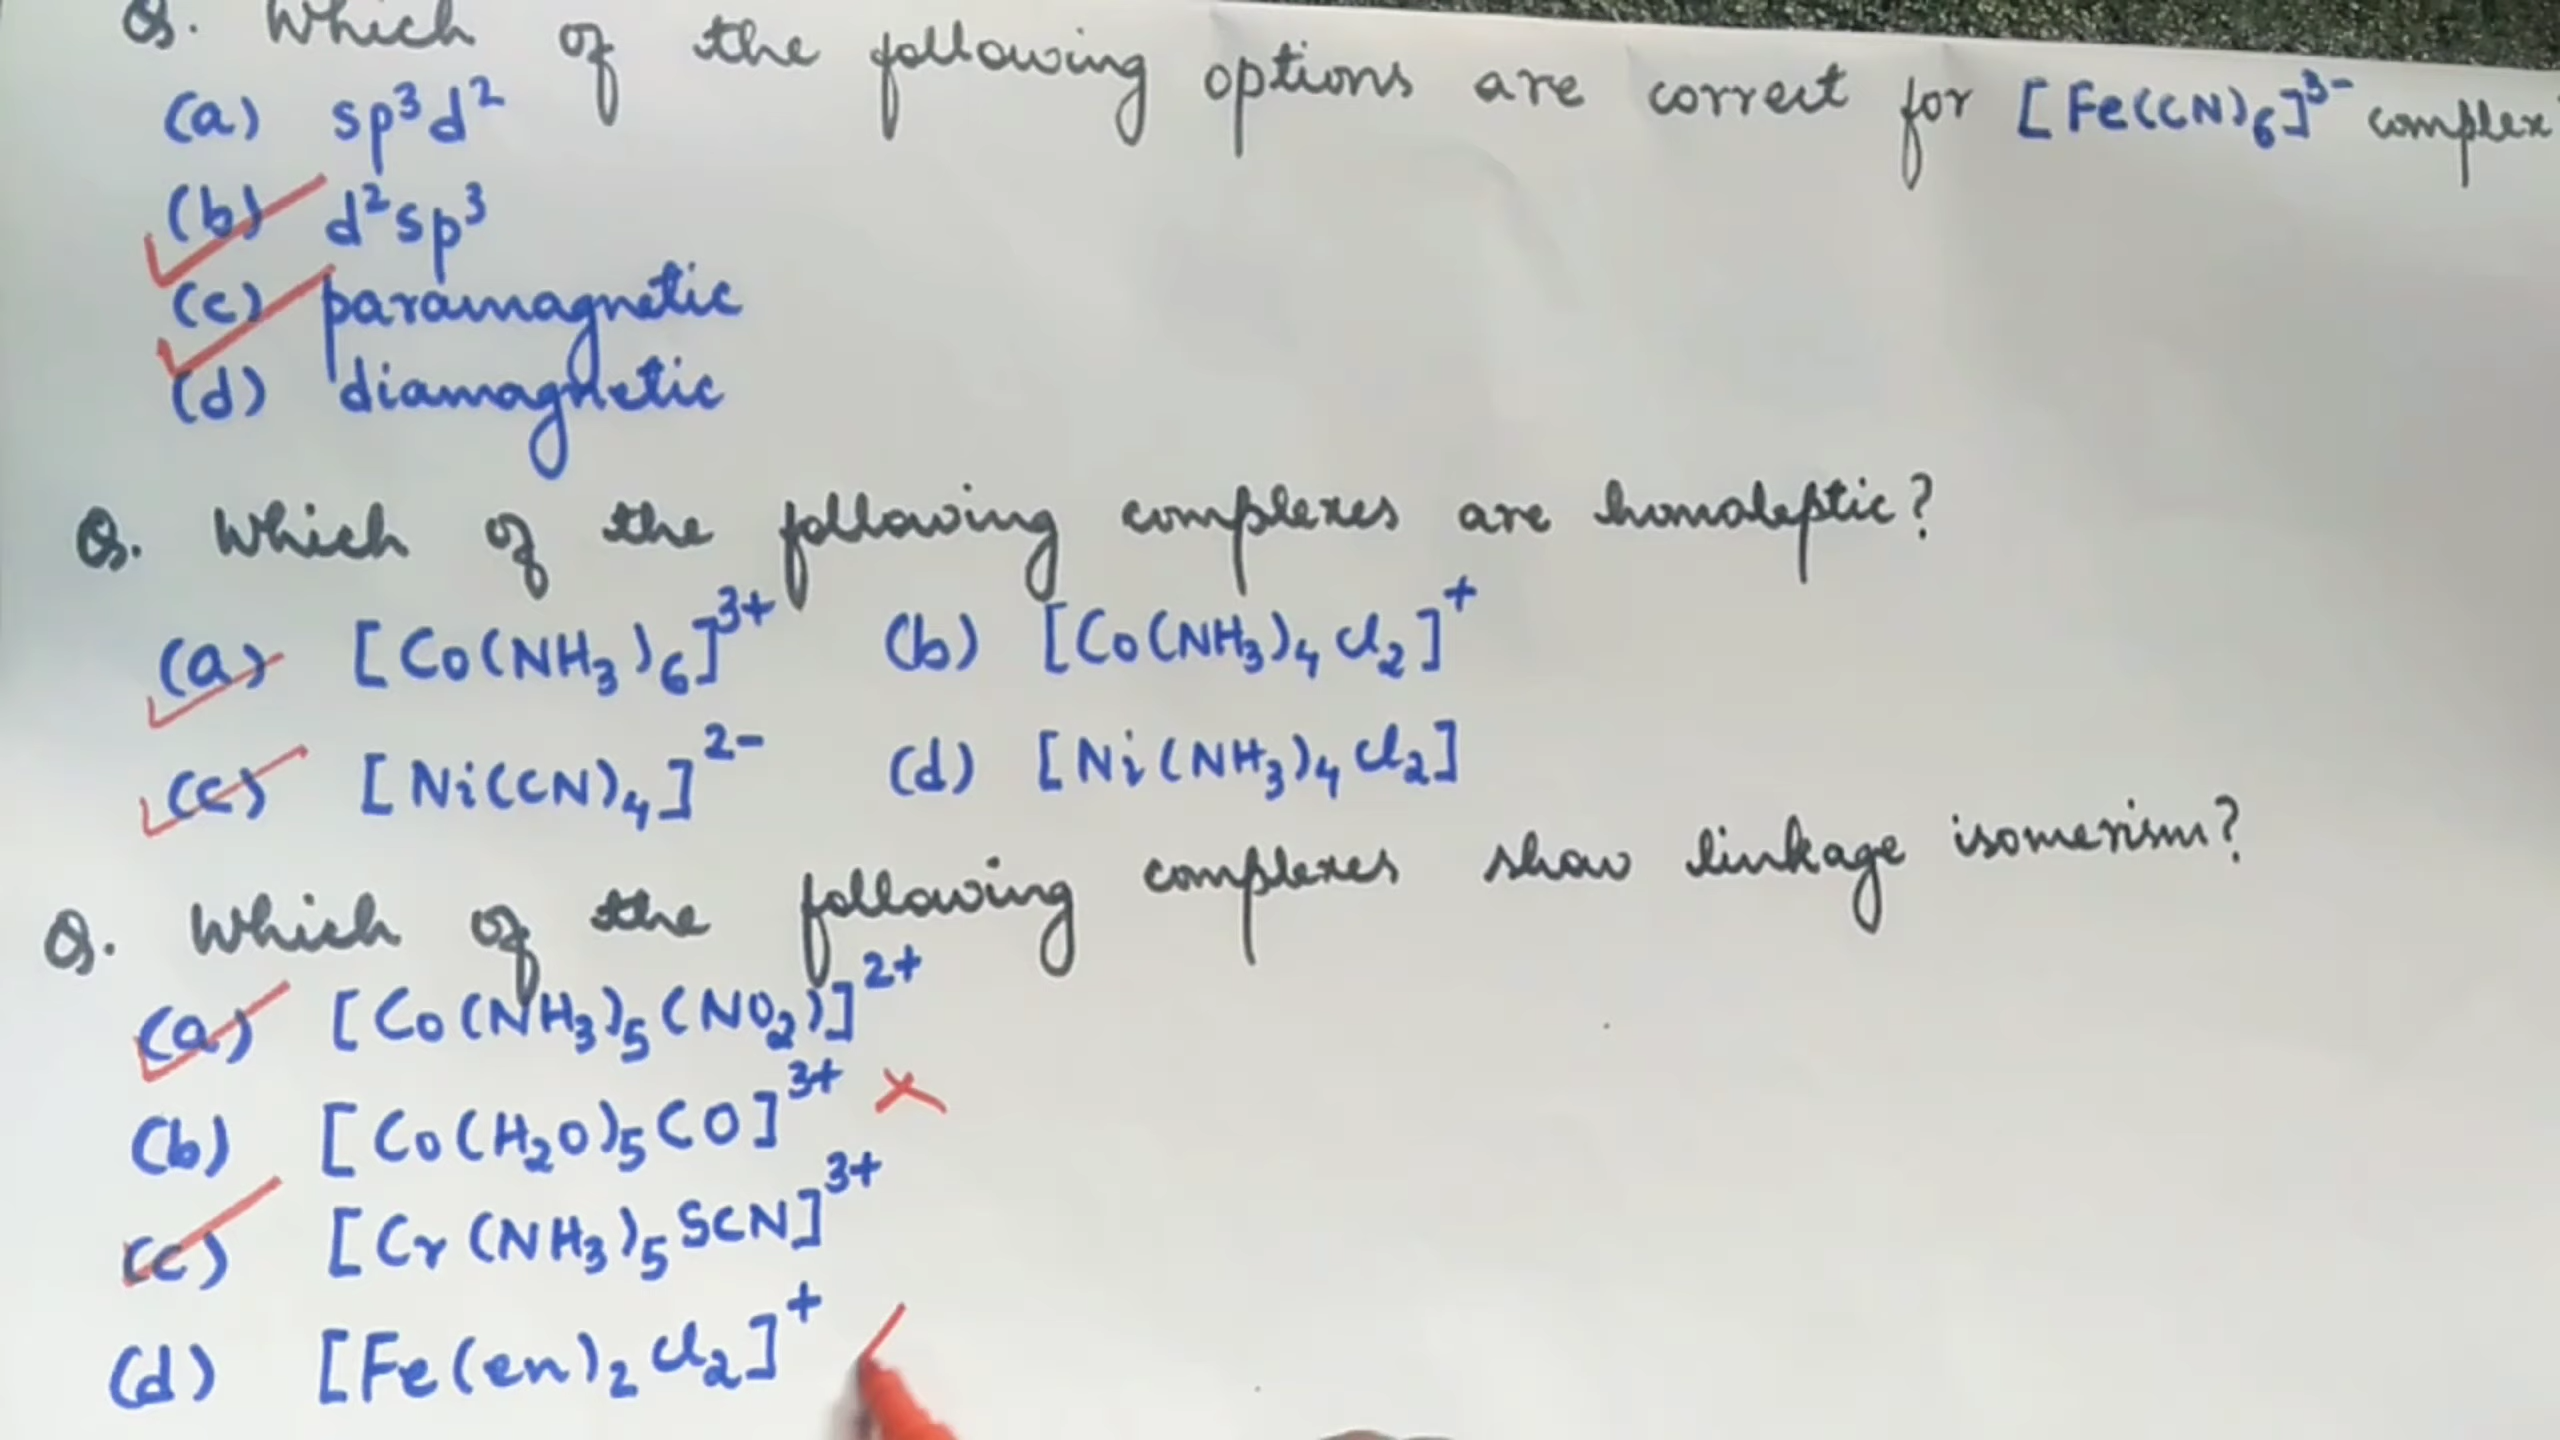 Q. Which of the following options are correct for [Fe(CN)₆]³⁻ complex
(a) sp³d²
(b) d²sp³
(c) paramagnetic
(d) diamagnetic
Q. Which of the following complexes are homoleptic?
(a) [Co(NH₃)₆]³⁺ (b) [Co(NH₃)₄Cl₂]⁺
(c) [Ni(CN)₄]²⁻ (d) [Ni(NH₃)₄Cl₂]
Q. Which of the following complexes show linkage isomerism?
(a) [Co(NH₃)₅(NO₂)]²⁺
(b) [Co(H₂O)₅CO]³⁺
(c) [Cr(NH₃)₅SCN]³⁺
(d) [Fe(en)₂Cl₂]⁺